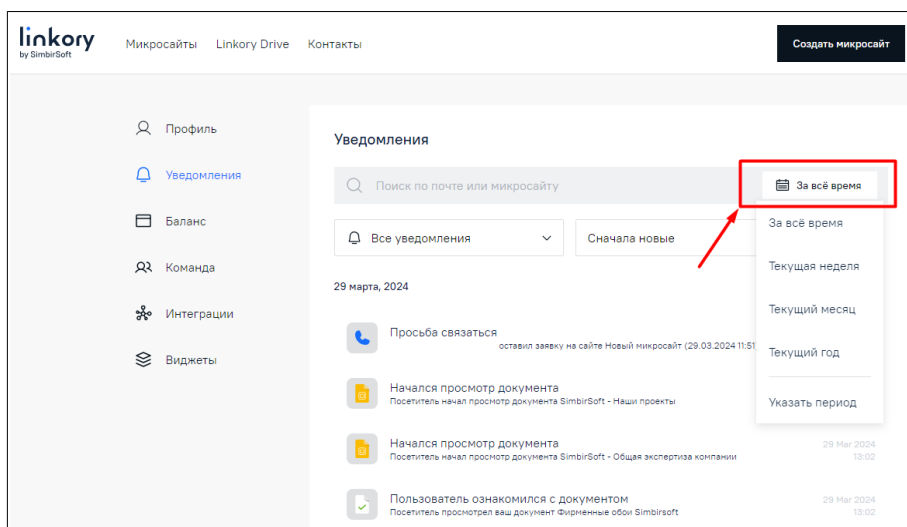 linkory
by SimbirSoft
Микросайты Linkory Drive Контакты
Создать микросайт
Профиль
Уведомления
Баланс
Команда
Интеграции
Виджеты
Уведомления
Поиск по почте или микросайту
За всё время
Все уведомления
Сначала новые
За всё время
Текущая неделя
Текущий месяц
Текущий год
Указать период
29 марта, 2024
Просьба связаться
оставил заявку на сайте Новый микросайт (29.03.2024 11:51)
Начался просмотр документа
Посетитель начал просмотр документа SimbirSoft - Наши проекты
Начался просмотр документа
Посетитель начал просмотр документа SimbirSoft - Общая экспертиза компании
29 Mar 2024
13:02
Пользователь ознакомился с документом
Посетитель просмотрел ваш документ Фирменные обои Simbirsoft
29 Mar 2024
13:02